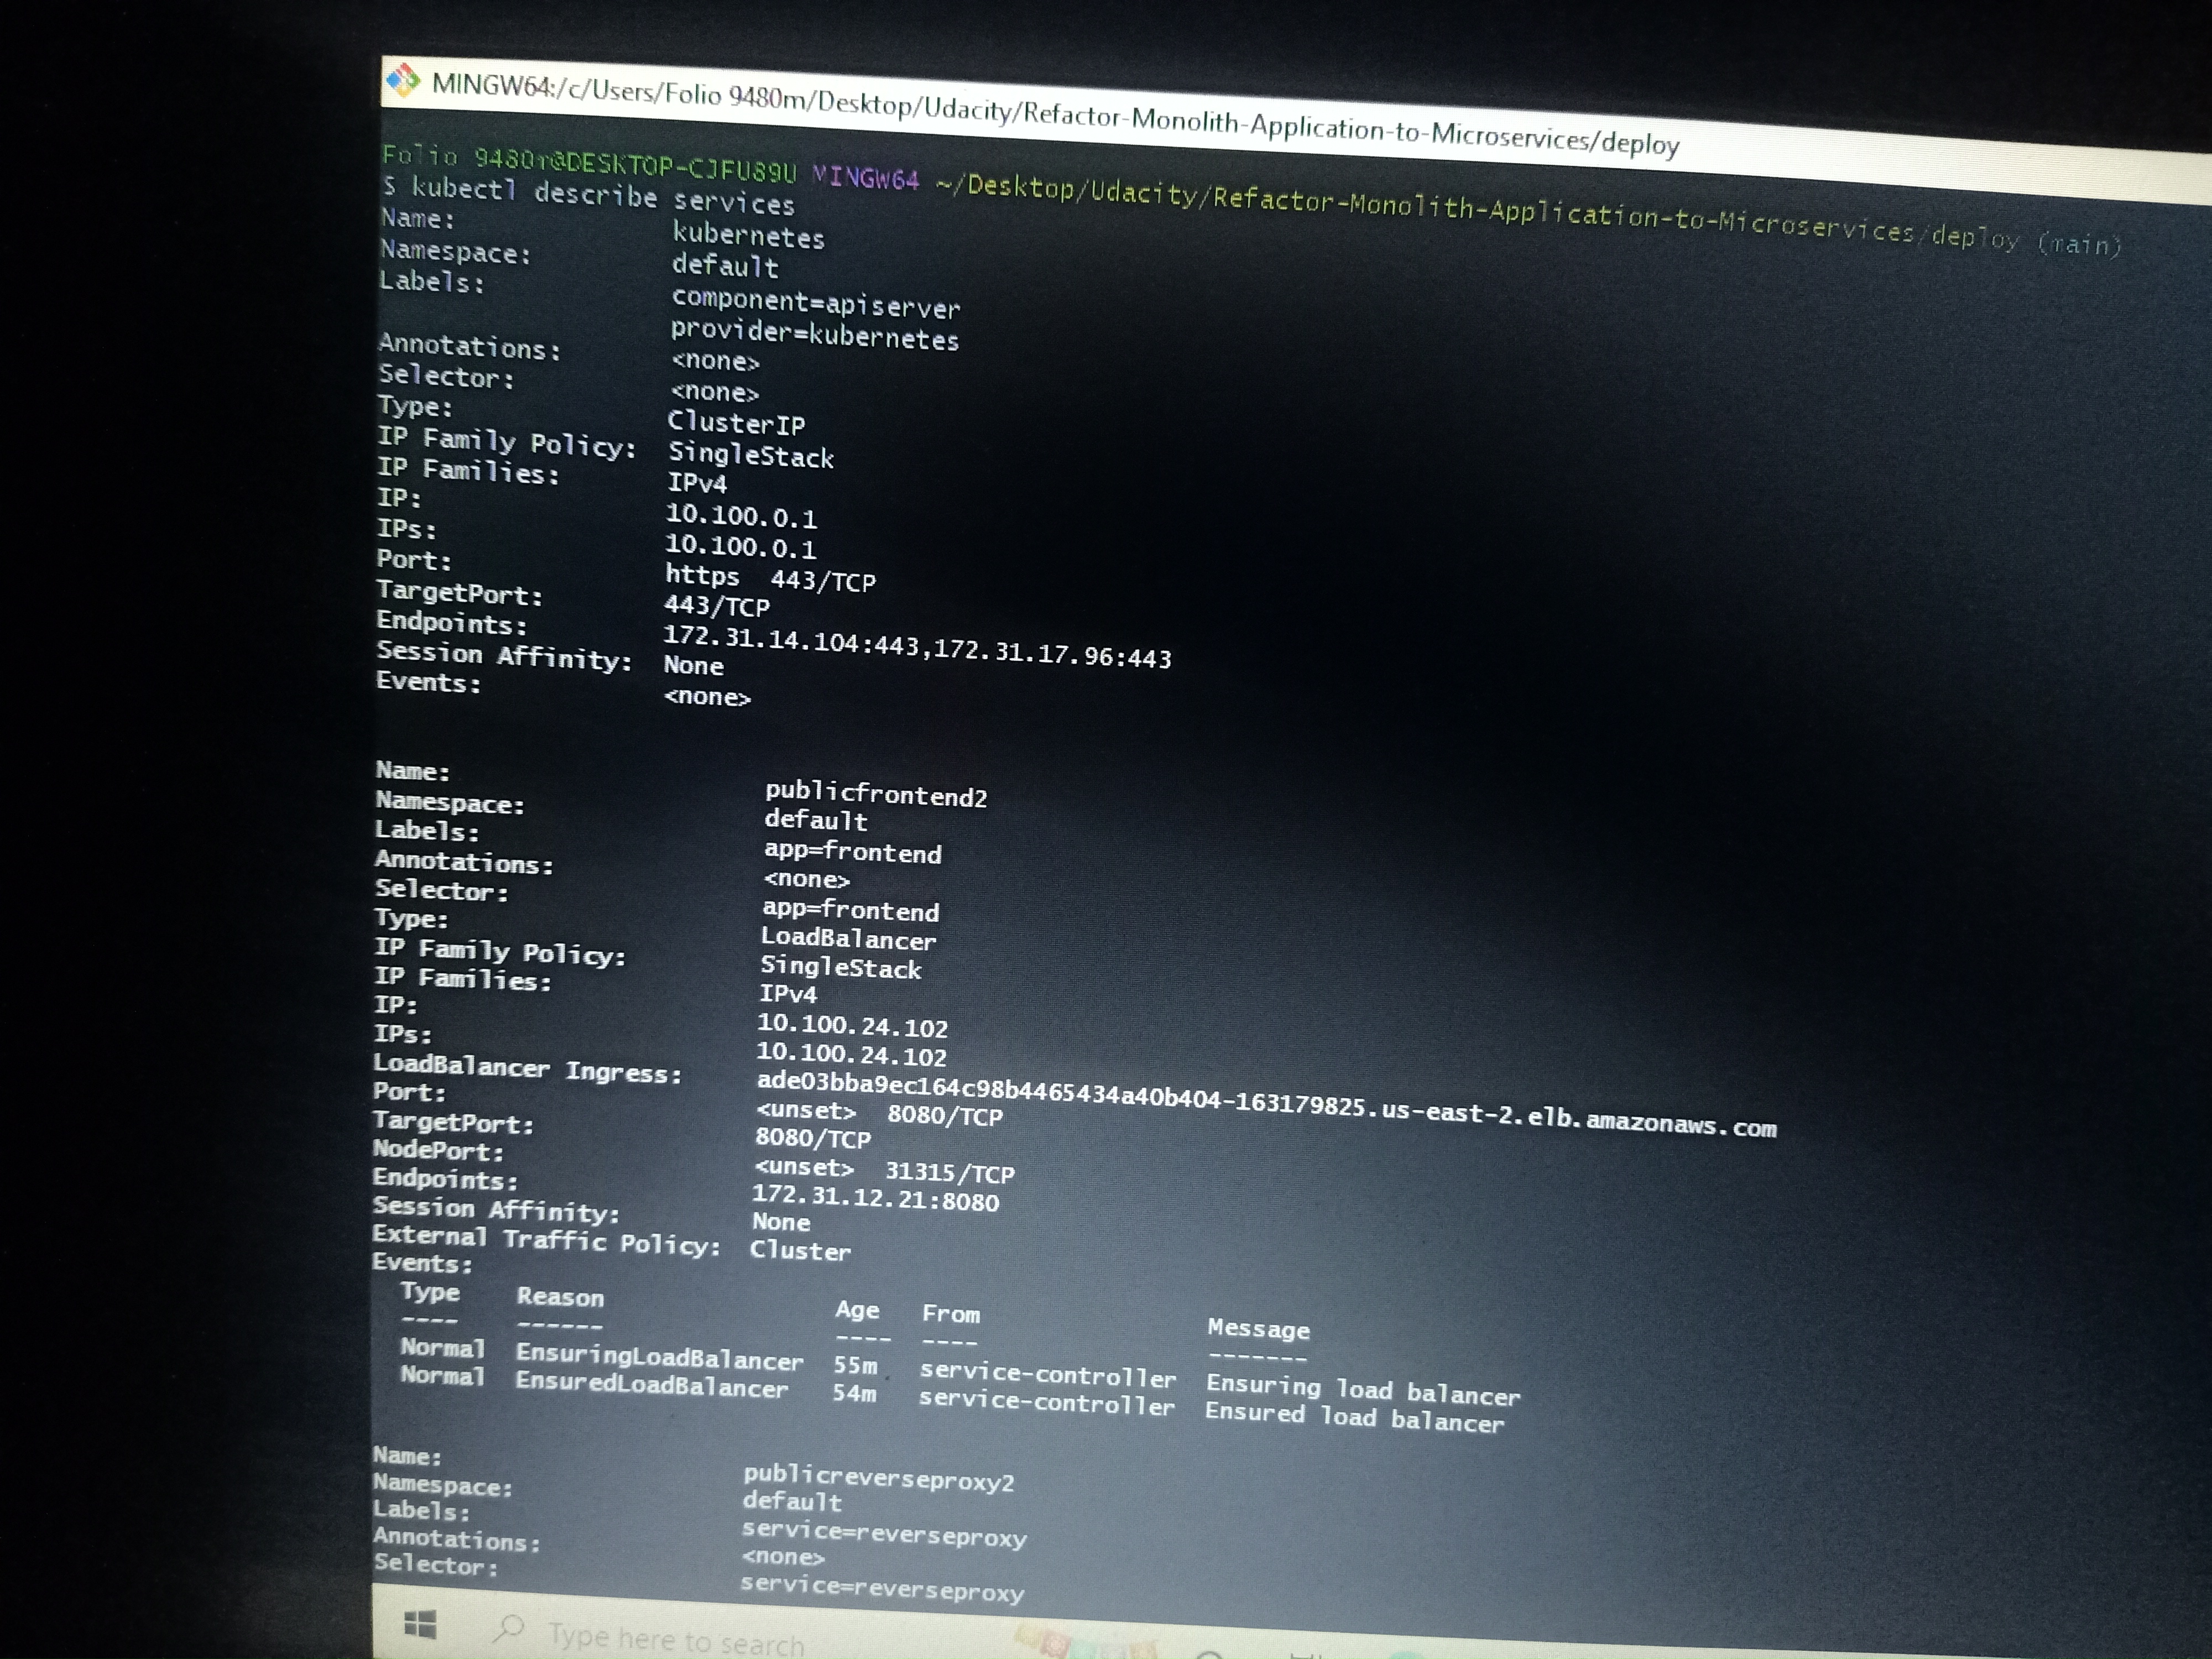 MINGW64:/c/Users/Folio 9480m/Desktop/Udacity/Refactor-Monolith-Application-to-Microservices/deploy
Folio 9480m@DESKTOP-CJFU89U MINGW64 ~/Desktop/Udacity/Refactor-Monolith-Application-to-Microservices/deploy (main)
$ kubectl describe services
Name: kubernetes
Namespace: default
Labels: component=apiserver
provider=kubernetes
Annotations: <none>
Selector: <none>
Type: ClusterIP
IP Family Policy: SingleStack
IP Families: IPv4
IP: 10.100.0.1
IPs: 10.100.0.1
Port: https 443/TCP
TargetPort: 443/TCP
Endpoints: 172.31.14.104:443,172.31.17.96:443
Session Affinity: None
Events: <none>
Name: publicfrontend2
Namespace: default
Labels: app=frontend
Annotations: <none>
Selector: app=frontend
Type: LoadBalancer
IP Family Policy: SingleStack
IP Families: IPv4
IP: 10.100.24.102
IPs: 10.100.24.102
LoadBalancer Ingress: ade03bba9ec164c98b4465434a40b404-163179825.us-east-2.elb.amazonaws.com
Port: <unset> 8080/TCP
TargetPort: 8080/TCP
NodePort: <unset> 31315/TCP
Endpoints: 172.31.12.21:8080
Session Affinity: None
External Traffic Policy: Cluster
Events:
Type Reason Age From Message
---- ------ ---- ---- -------
Normal EnsuringLoadBalancer 55m service-controller Ensuring load balancer
Normal EnsuredLoadBalancer 54m service-controller Ensured load balancer
Name: publicreverseproxy2
Namespace: default
Labels: service=reverseproxy
Annotations: <none>
Selector: service=reverseproxy
Type here to search